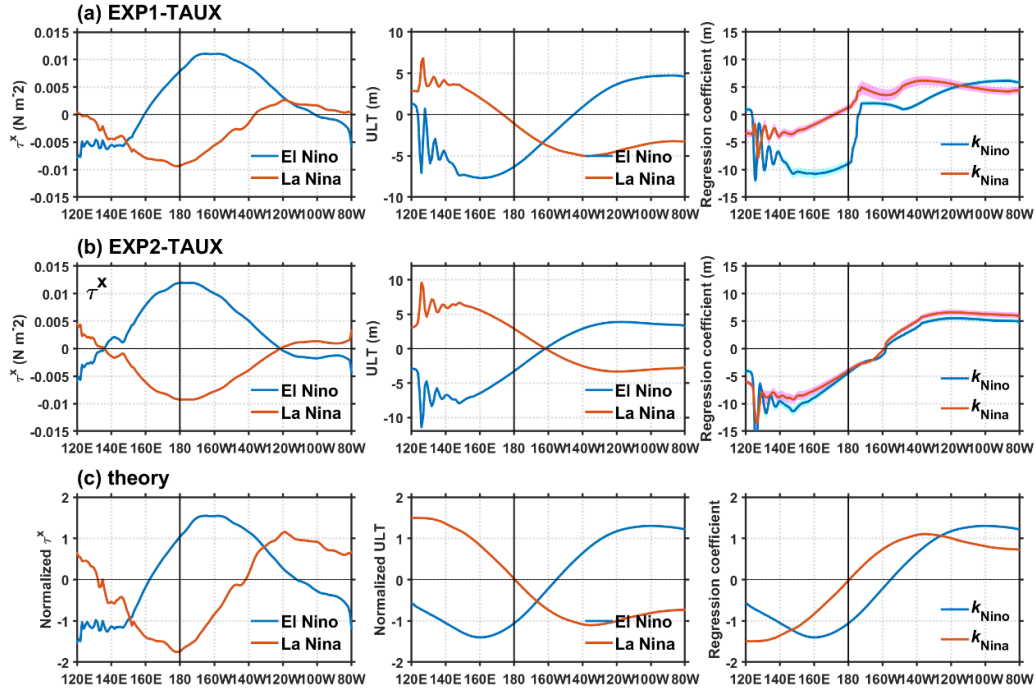 (a) EXP1-TAUX
τˣ (N m⁻²)
0.015
0.01
0.005
0
-0.005
-0.01
-0.015
El Nino
La Nina
120E 140E 160E 180 160W 140W 120W 100W 80W
ULT (m)
10
5
0
-5
-10
El Nino
La Nina
120E 140E 160E 180 160W 140W 120W 100W 80W
Regression coefficient (m)
15
10
5
0
-5
-10
-15
kNino
kNina
120E 140E 160E 180 160W 140W 120W 100W 80W
(b) EXP2-TAUX
τˣ (N m⁻²)
0.015
0.01
0.005
0
-0.005
-0.01
-0.015
τˣ
El Nino
La Nina
120E 140E 160E 180 160W 140W 120W 100W 80W
ULT (m)
10
5
0
-5
-10
El Nino
La Nina
120E 140E 160E 180 160W 140W 120W 100W 80W
Regression coefficient (m)
15
10
5
0
-5
-10
-15
kNino
kNina
120E 140E 160E 180 160W 140W 120W 100W 80W
(c) theory
Normalized τˣ
2
1
0
-1
-2
El Nino
La Nina
120E 140E 160E 180 160W 140W 120W 100W 80W
Normalized ULT
2
1
0
-1
-2
El Nino
La Nina
120E 140E 160E 180 160W 140W 120W 100W 80W
Regression coefficient
2
1
0
-1
-2
kNino
kNina
120E 140E 160E 180 160W 140W 120W 100W 80W